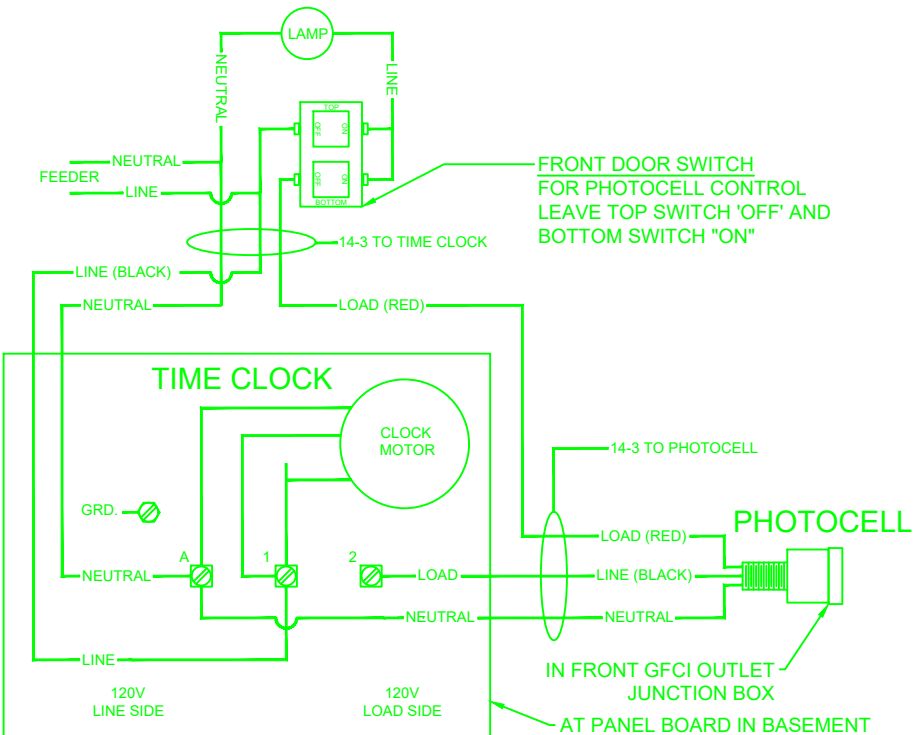 LAMP
NEUTRAL
LINE
TOP
OFF
ON
OFF
ON
BOTTOM
NEUTRAL
FEEDER
LINE
FRONT DOOR SWITCH
FOR PHOTOCELL CONTROL
LEAVE TOP SWITCH 'OFF' AND
BOTTOM SWITCH "ON"
14-3 TO TIME CLOCK
LINE (BLACK)
NEUTRAL
LOAD (RED)
TIME CLOCK
CLOCK
MOTOR
14-3 TO PHOTOCELL
GRD.
PHOTOCELL
LOAD (RED)
A
1
2
NEUTRAL
LOAD
LINE (BLACK)
NEUTRAL
NEUTRAL
LINE
IN FRONT GFCI OUTLET
JUNCTION BOX
120V
LINE SIDE
120V
LOAD SIDE
AT PANEL BOARD IN BASEMENT